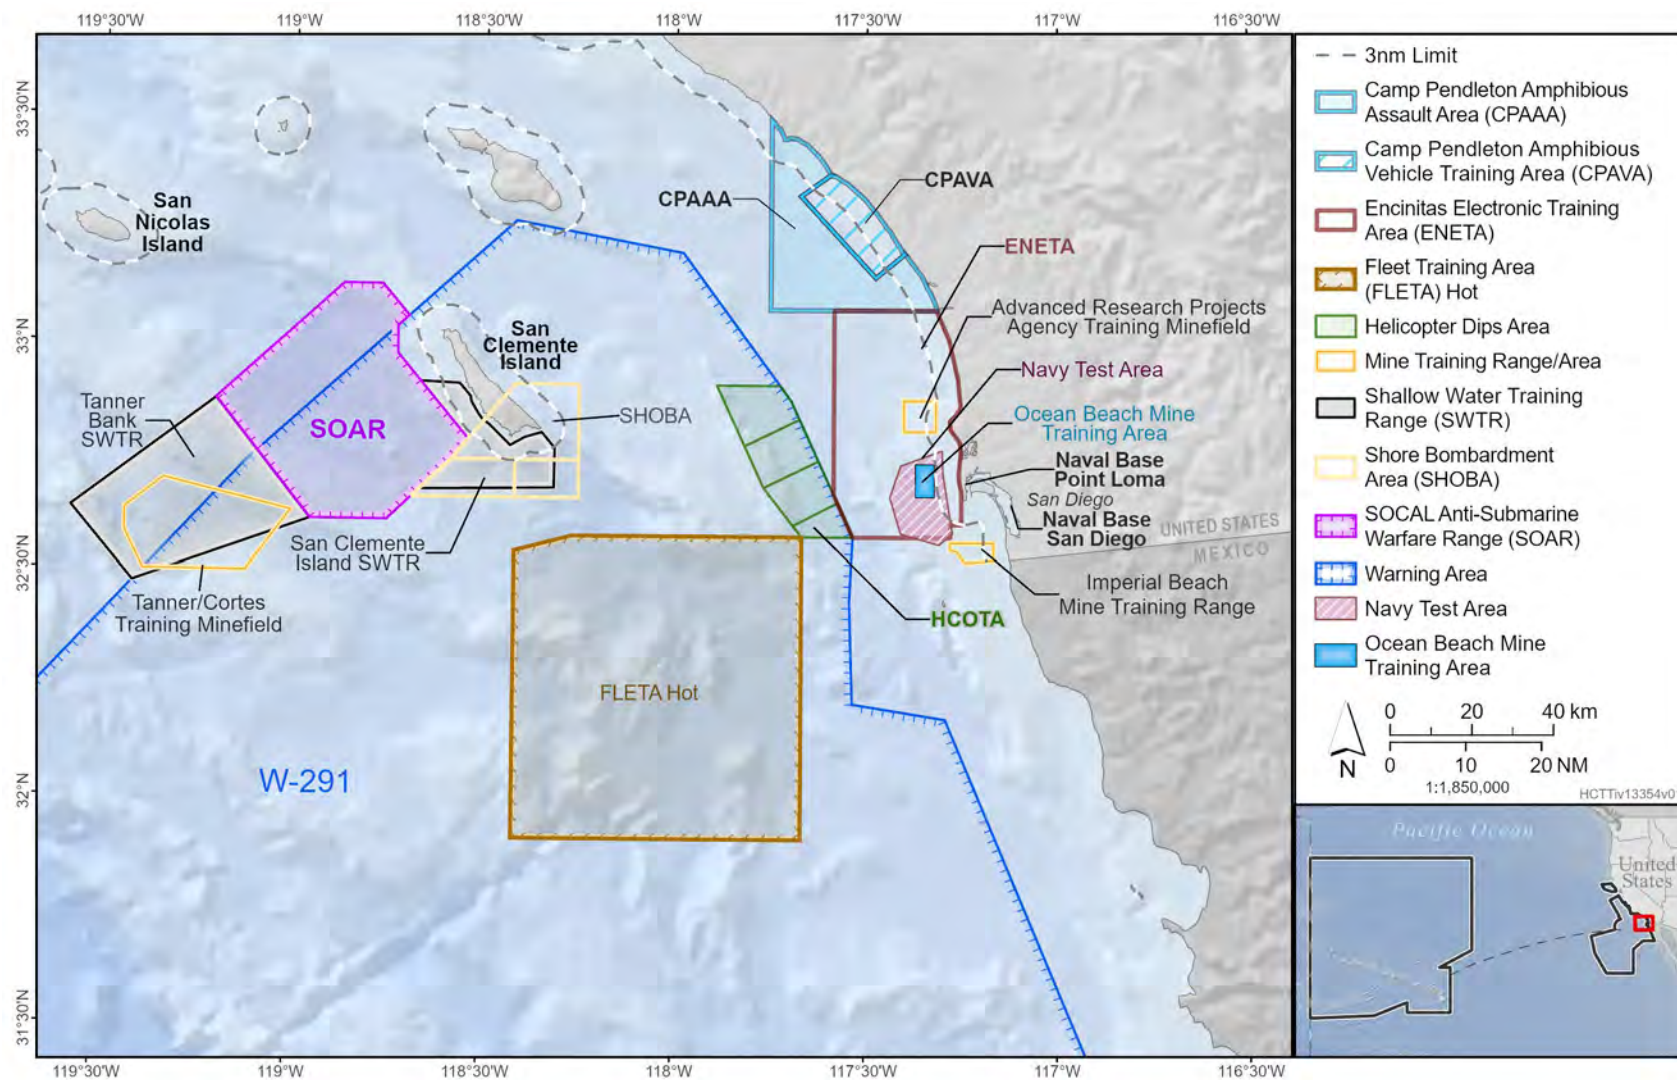 119°30'W
119°W
118°30'W
118°W
117°30'W
117°W
116°30'W
33°30'N
33°N
32°30'N
32°N
31°30'N
San
Nicolas
Island
CPAAA
CPAVA
ENETA
Advanced Research Projects
Agency Training Minefield
San
Clemente
Island
Navy Test Area
Tanner
Bank
SWTR
SOAR
SHOBA
Ocean Beach Mine
Training Area
Naval Base
Point Loma
San Diego
Naval Base
San Diego
UNITED STATES
MEXICO
San Clemente
Island SWTR
Tanner/Cortes
Training Minefield
Imperial Beach
Mine Training Range
HCOTA
FLETA Hot
W-291
119°30'W
119°W
118°30'W
118°W
117°30'W
117°W
116°30'W
3nm Limit
Camp Pendleton Amphibious
Assault Area (CPAAA)
Camp Pendleton Amphibious
Vehicle Training Area (CPAVA)
Encinitas Electronic Training
Area (ENETA)
Fleet Training Area
(FLETA) Hot
Helicopter Dips Area
Mine Training Range/Area
Shallow Water Training
Range (SWTR)
Shore Bombardment
Area (SHOBA)
SOCAL Anti-Submarine
Warfare Range (SOAR)
Warning Area
Navy Test Area
Ocean Beach Mine
Training Area
N
0 20 40 km
0 10 20 NM
1:1,850,000
HCTTiv13354v01
Pacific Ocean
United
States